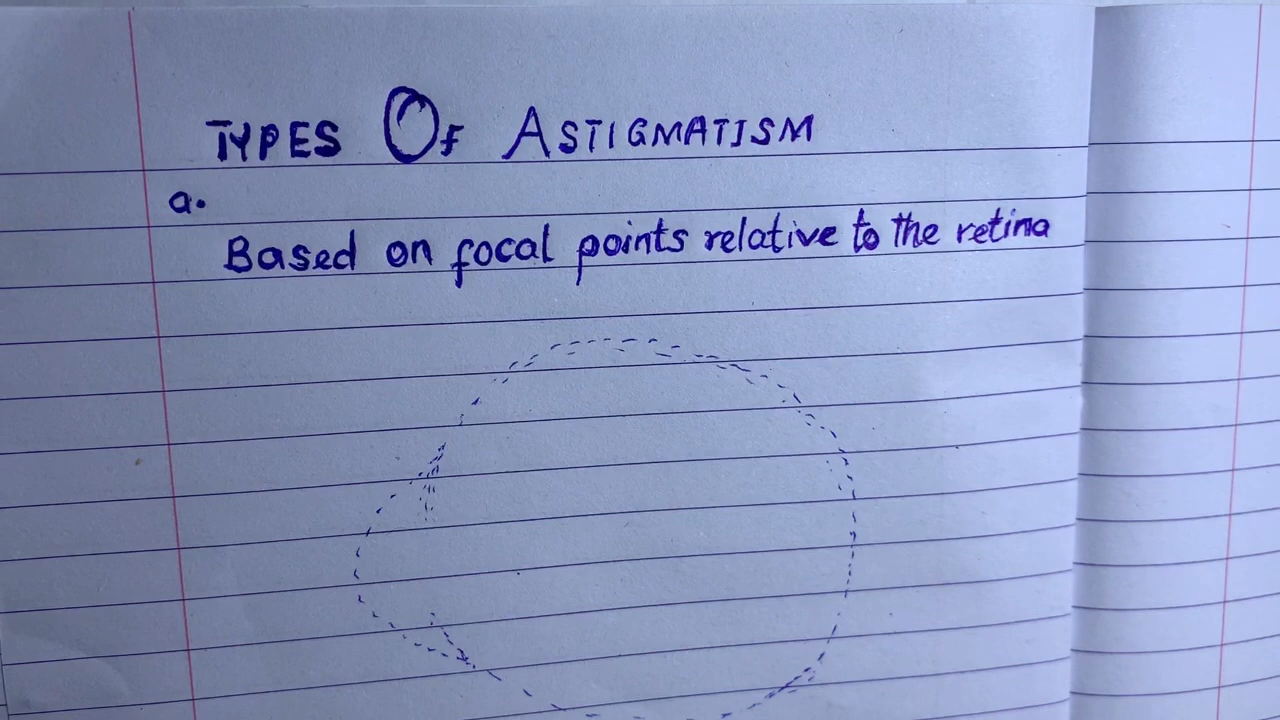 TYPES OF ASTIGMATISM
a.
Based on focal points relative to the retina